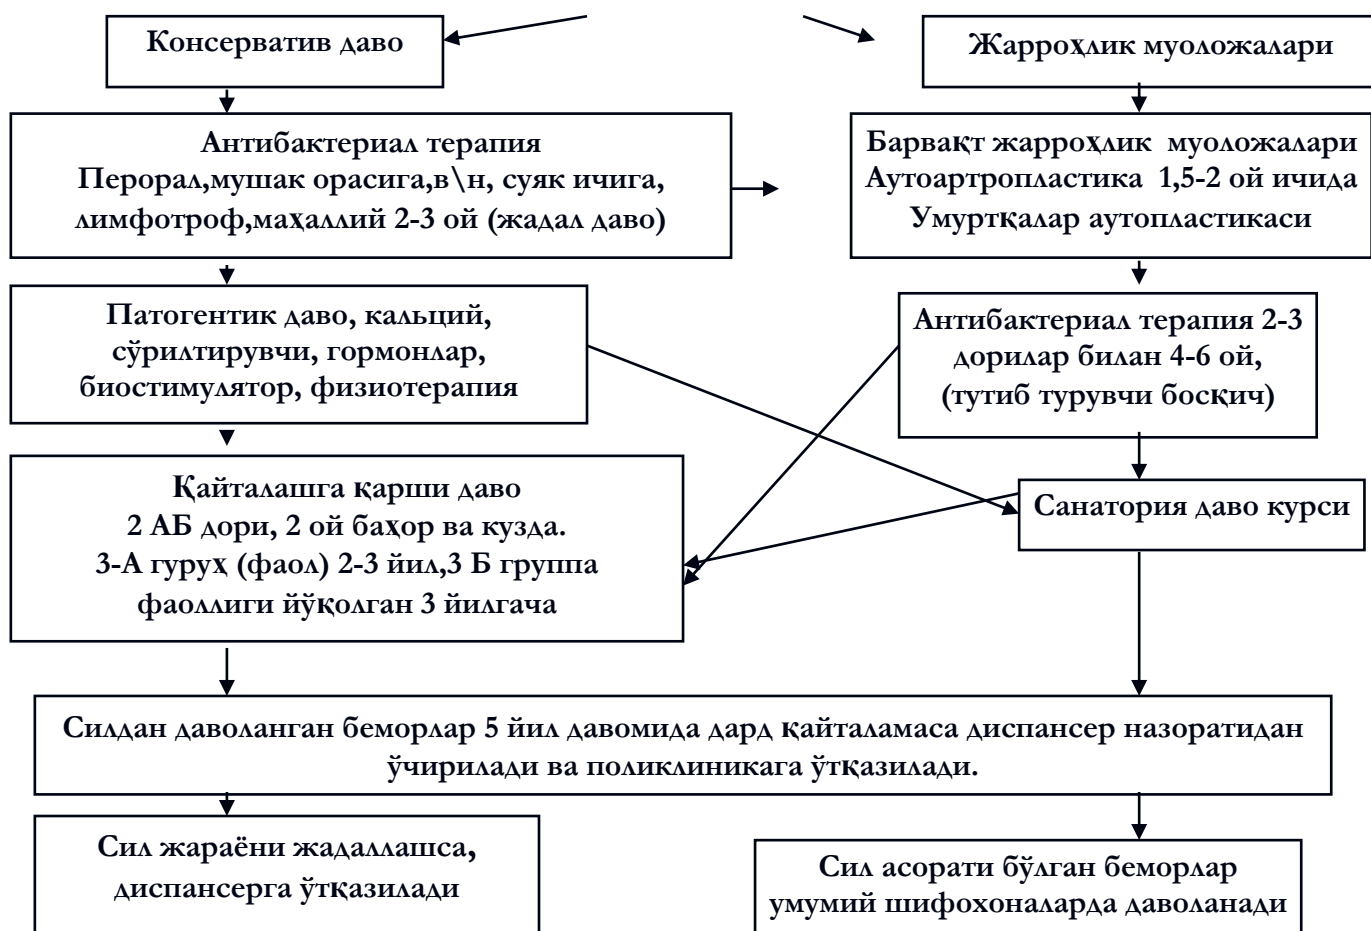 Консерватив даво
Жарроҳлик муоложалари
Антибактериал терапия
Перорал,мушак орасига,в\н, суяк ичига,
лимфотроф,маҳаллий 2-3 ой (жадал даво)
Барвақт жарроҳлик муоложалари
Аутоартропластика 1,5-2 ой ичида
Умуртқалар аутопластикаси
Патогентик даво, кальций,
сўрилтирувчи, гормонлар,
биостимулятор, физиотерапия
Антибактериал терапия 2-3
дорилар билан 4-6 ой,
(тутиб турувчи босқич)
Қайталашга қарши даво
2 АБ дори, 2 ой баҳор ва кузда.
3-А гуруҳ (фаол) 2-3 йил,3 Б группа
фаоллиги йўқолган 3 йилгача
Санатория даво курси
Силдан даволанган беморлар 5 йил давомида дард қайталамаса диспансер назоратидан
ўчирилади ва поликлиникага ўтқазилади.
Сил жараёни жадаллашса,
диспансерга ўтқазилади
Сил асорати бўлган беморлар
умумий шифохоналарда даволанади